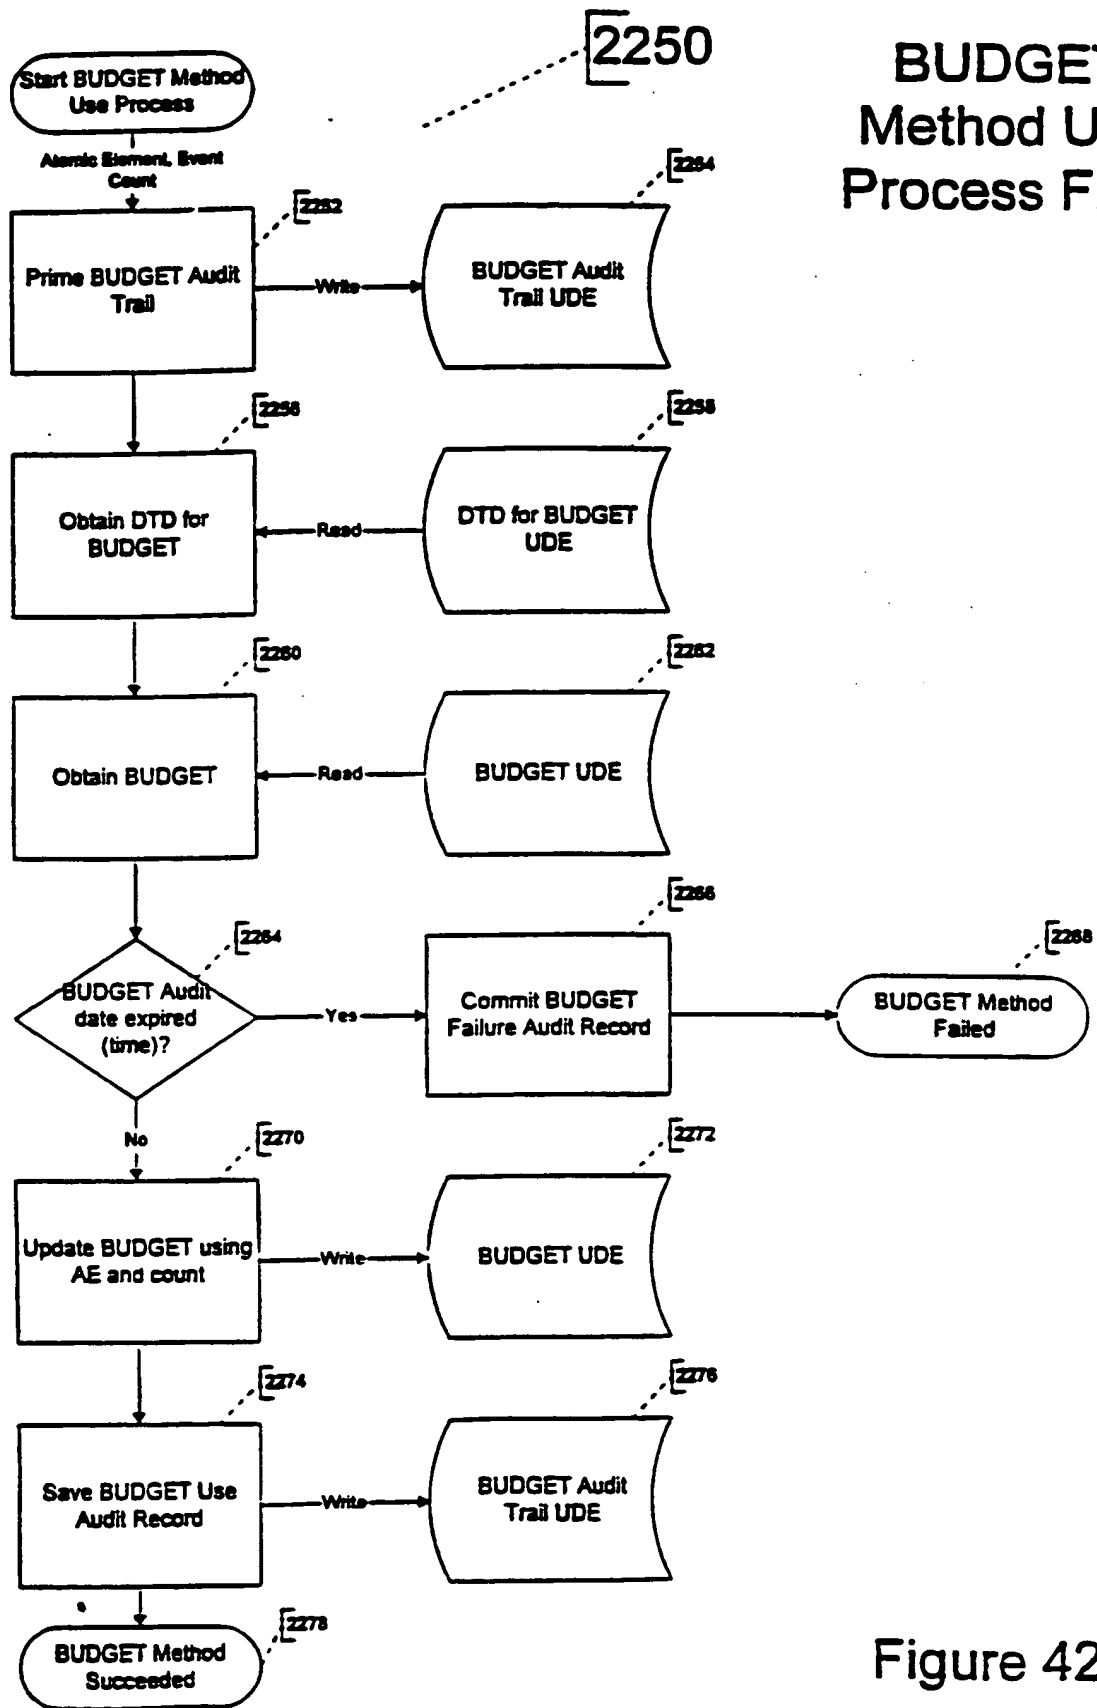 2250
BUDGET
Method U
Process F
Start BUDGET Method
Use Process
Atomic Element, Event
Count
2252
2254
Prime BUDGET Audit
Trail
Write
BUDGET Audit
Trail UDE
2256
2258
Obtain DTD for
BUDGET
Read
DTD for BUDGET
UDE
2260
2262
Obtain BUDGET
Read
BUDGET UDE
2264
2266
2268
BUDGET Audit
date expired
(time)?
Yes
Commit BUDGET
Failure Audit Record
BUDGET Method
Failed
No
2270
2272
Update BUDGET using
AE and count
Write
BUDGET UDE
2274
2276
Save BUDGET Use
Audit Record
Write
BUDGET Audit
Trail UDE
2278
BUDGET Method
Succeeded
Figure 42